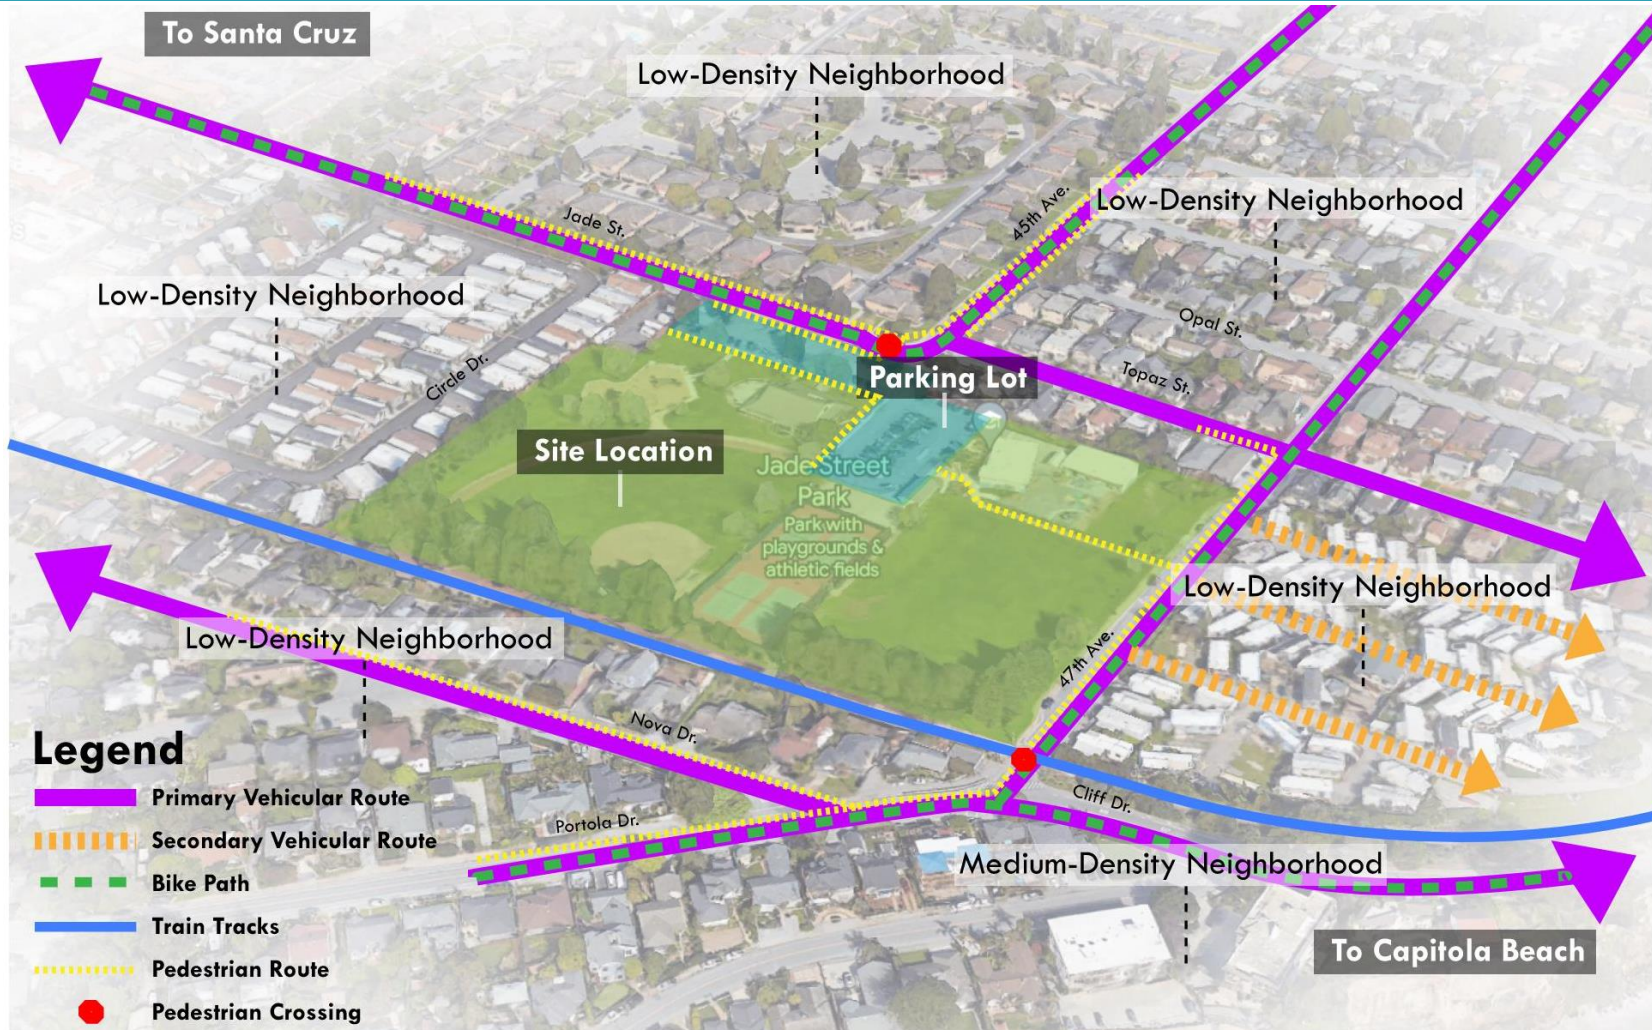 To Santa Cruz
Low-Density Neighborhood
Low-Density Neighborhood
45th Ave.
Jade St.
Low-Density Neighborhood
Opal St.
Circle Dr.
Topaz St.
Parking Lot
Site Location
Jade Street
Park
Park with
playgrounds &
athletic fields
Low-Density Neighborhood
Low-Density Neighborhood
47th Ave.
Nova Dr.
Cliff Dr.
Portola Dr.
Medium-Density Neighborhood
To Capitola Beach
Legend
Primary Vehicular Route
Secondary Vehicular Route
Bike Path
Train Tracks
Pedestrian Route
Pedestrian Crossing